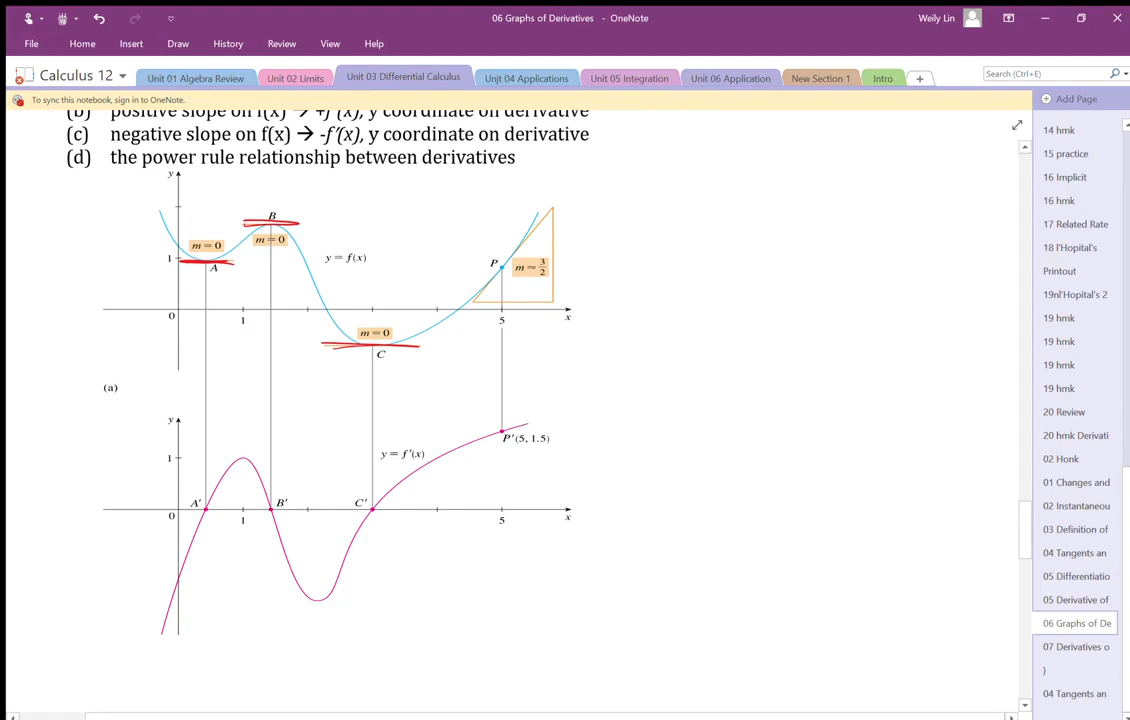 06 Graphs of Derivatives - OneNote
Weily Lin
File Home Insert Draw History Review View Help
Calculus 12
Unit 01 Algebra Review
Unit 02 Limits
Unit 03 Differential Calculus
Unit 04 Applications
Unit 05 Integration
Unit 06 Application
New Section 1
Intro
Search (Ctrl+E)
To sync this notebook, sign in to OneNote.
Add Page
(b) positive slope on f(x) → +f'(x), y coordinate on derivative
(c) negative slope on f(x) → -f'(x), y coordinate on derivative
(d) the power rule relationship between derivatives
y
B
m = 0
m = 0
A
y = f(x)
P
m ≈ 3/2
1
0
1
5
x
m = 0
C
(a)
y
y = f'(x)
P'(5, 1.5)
1
A'
B'
C'
0
1
5
x
14 hmk
15 practice
16 Implicit
16 hmk
17 Related Rate
18 l'Hopital's
Printout
19nl'Hopital's 2
19 hmk
19 hmk
19 hmk
19 hmk
20 Review
20 hmk Derivati
02 Honk
01 Changes and
02 Instantaneou
03 Definition of
04 Tangents an
05 Differentiatio
05 Derivative of
06 Graphs of De
07 Derivatives o
}
04 Tangents an